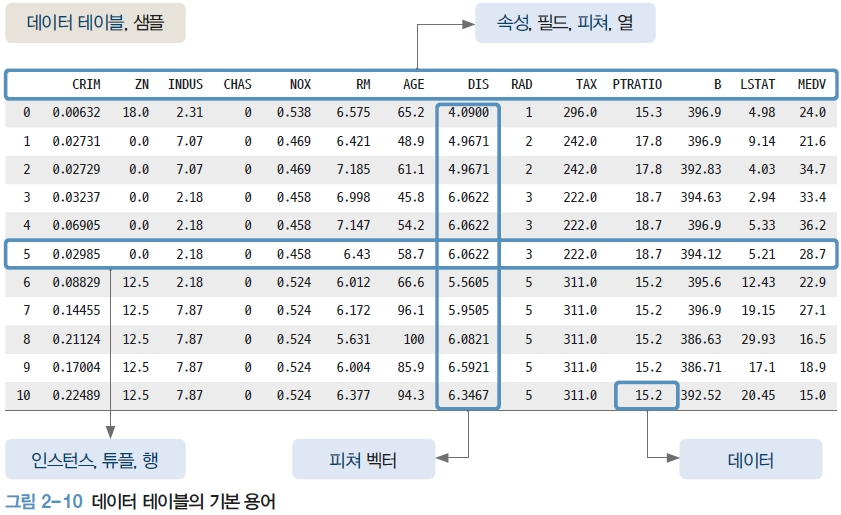 데이터 테이블, 샘플
속성, 필드, 피쳐, 열
CRIM ZN INDUS CHAS NOX RM AGE DIS RAD TAX PTRATIO B LSTAT MEDV
0 0.00632 18.0 2.31 0 0.538 6.575 65.2 4.0900 1 296.0 15.3 396.9 4.98 24.0
1 0.02731 0.0 7.07 0 0.469 6.421 48.9 4.9671 2 242.0 17.8 396.9 9.14 21.6
2 0.02729 0.0 7.07 0 0.469 7.185 61.1 4.9671 2 242.0 17.8 392.83 4.03 34.7
3 0.03237 0.0 2.18 0 0.458 6.998 45.8 6.0622 3 222.0 18.7 394.63 2.94 33.4
4 0.06905 0.0 2.18 0 0.458 7.147 54.2 6.0622 3 222.0 18.7 396.9 5.33 36.2
5 0.02985 0.0 2.18 0 0.458 6.43 58.7 6.0622 3 222.0 18.7 394.12 5.21 28.7
6 0.08829 12.5 2.18 0 0.524 6.012 66.6 5.5605 5 311.0 15.2 395.6 12.43 22.9
7 0.14455 12.5 7.87 0 0.524 6.172 96.1 5.9505 5 311.0 15.2 396.9 19.15 27.1
8 0.21124 12.5 7.87 0 0.524 5.631 100 6.0821 5 311.0 15.2 386.63 29.93 16.5
9 0.17004 12.5 7.87 0 0.524 6.004 85.9 6.5921 5 311.0 15.2 386.71 17.1 18.9
10 0.22489 12.5 7.87 0 0.524 6.377 94.3 6.3467 5 311.0 15.2 392.52 20.45 15.0
인스턴스, 튜플, 행
피쳐 벡터
데이터
그림 2-10 데이터 테이블의 기본 용어